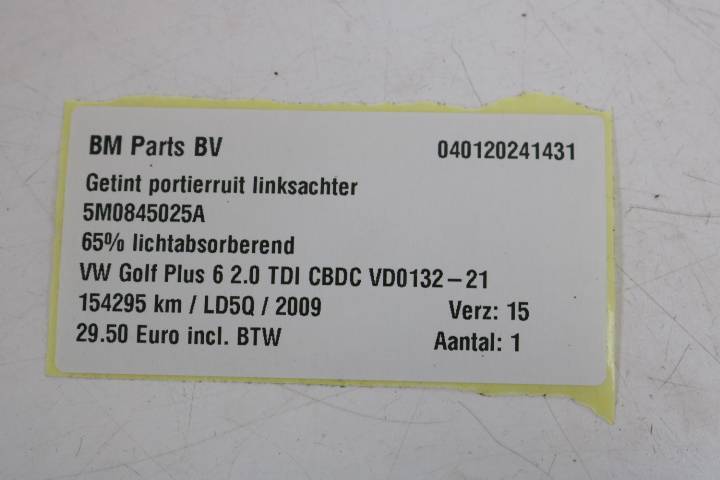 BM Parts BV 040120241431
Getint portierruit linksachter
5M0845025A
65% lichtabsorberend
VW Golf Plus 6 2.0 TDI CBDC VD0132-21
154295 km / LD5Q / 2009 Verz: 15
29.50 Euro incl. BTW Aantal: 1